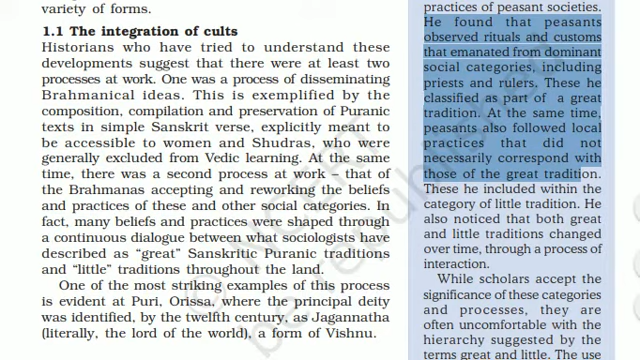 variety of forms.
1.1 The integration of cults
Historians who have tried to understand these
developments suggest that there were at least two
processes at work. One was a process of disseminating
Brahmanical ideas. This is exemplified by the
composition, compilation and preservation of Puranic
texts in simple Sanskrit verse, explicitly meant to
be accessible to women and Shudras, who were
generally excluded from Vedic learning. At the same
time, there was a second process at work – that of
the Brahmanas accepting and reworking the beliefs
and practices of these and other social categories. In
fact, many beliefs and practices were shaped through
a continuous dialogue between what sociologists have
described as "great" Sanskritic Puranic traditions
and "little" traditions throughout the land.
One of the most striking examples of this process
is evident at Puri, Orissa, where the principal deity
was identified, by the twelfth century, as Jagannatha
(literally, the lord of the world), a form of Vishnu.
practices of peasant societies.
He found that peasants
observed rituals and customs
that emanated from dominant
social categories, including
priests and rulers. These he
classified as part of a great
tradition. At the same time,
peasants also followed local
practices that did not
necessarily correspond with
those of the great tradition.
These he included within the
category of little tradition. He
also noticed that both great
and little traditions changed
over time, through a process of
interaction.
While scholars accept the
significance of these categories
and processes, they are
often uncomfortable with the
hierarchy suggested by the
terms great and little. The use
© NCERT
be republished